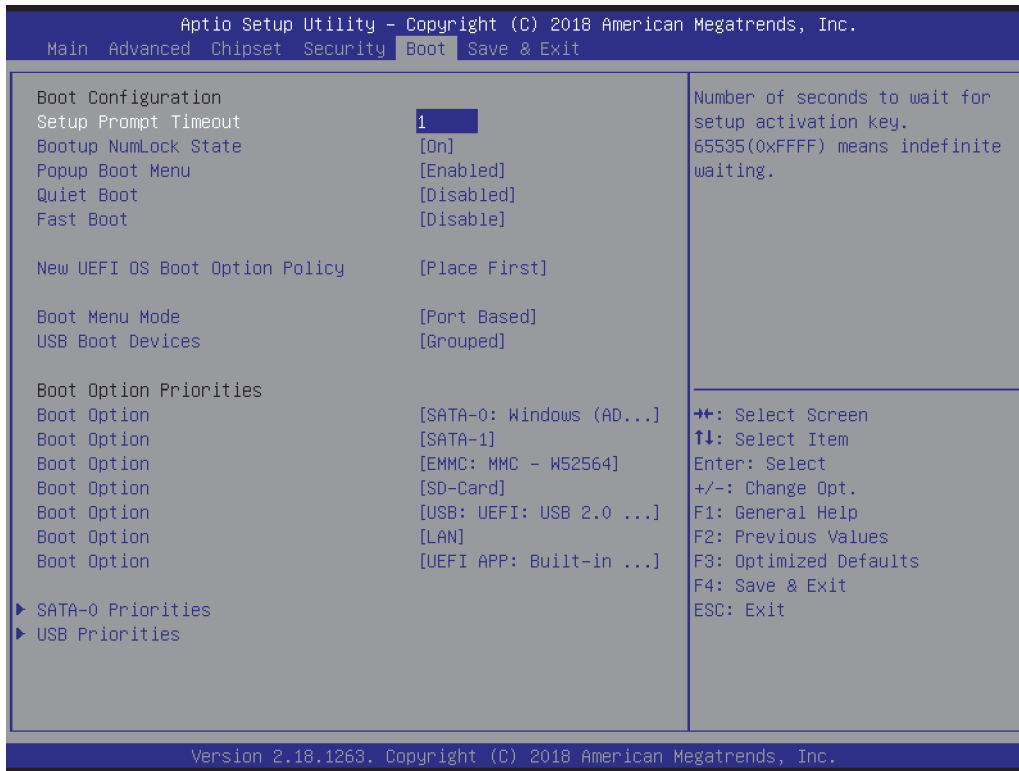 Aptio Setup Utility – Copyright (C) 2018 American Megatrends, Inc.
Main Advanced Chipset Security Boot Save & Exit
Boot Configuration
Setup Prompt Timeout 1
Bootup NumLock State [On]
Popup Boot Menu [Enabled]
Quiet Boot [Disabled]
Fast Boot [Disable]
New UEFI OS Boot Option Policy [Place First]
Boot Menu Mode [Port Based]
USB Boot Devices [Grouped]
Boot Option Priorities
Boot Option [SATA-0: Windows (AD...]
Boot Option [SATA-1]
Boot Option [EMMC: MMC – W52564]
Boot Option [SD-Card]
Boot Option [USB: UEFI: USB 2.0 ...]
Boot Option [LAN]
Boot Option [UEFI APP: Built-in ...]
SATA-0 Priorities
USB Priorities
Number of seconds to wait for
setup activation key.
65535(0xFFFF) means indefinite
waiting.
→←: Select Screen
↑↓: Select Item
Enter: Select
+/-: Change Opt.
F1: General Help
F2: Previous Values
F3: Optimized Defaults
F4: Save & Exit
ESC: Exit
Version 2.18.1263. Copyright (C) 2018 American Megatrends, Inc.